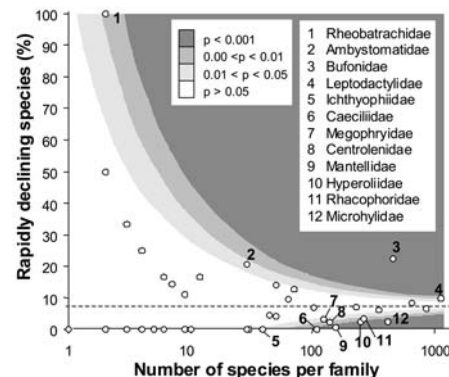 Rapidly declining species (%)
100
90
80
70
60
50
40
30
20
10
0
1
10
100
1000
Number of species per family
p < 0.001
0.00 <p < 0.01
0.01 < p < 0.05
p > 0.05
1 Rheobatrachidae
2 Ambystomatidae
3 Bufonidae
4 Leptodactylidae
5 Ichthyophiidae
6 Caeciliidae
7 Megophryidae
8 Centrolenidae
9 Mantellidae
10 Hyperoliidae
11 Rhacophoridae
12 Microhylidae
1
2
3
4
5
6
7
8
9
10
11
12